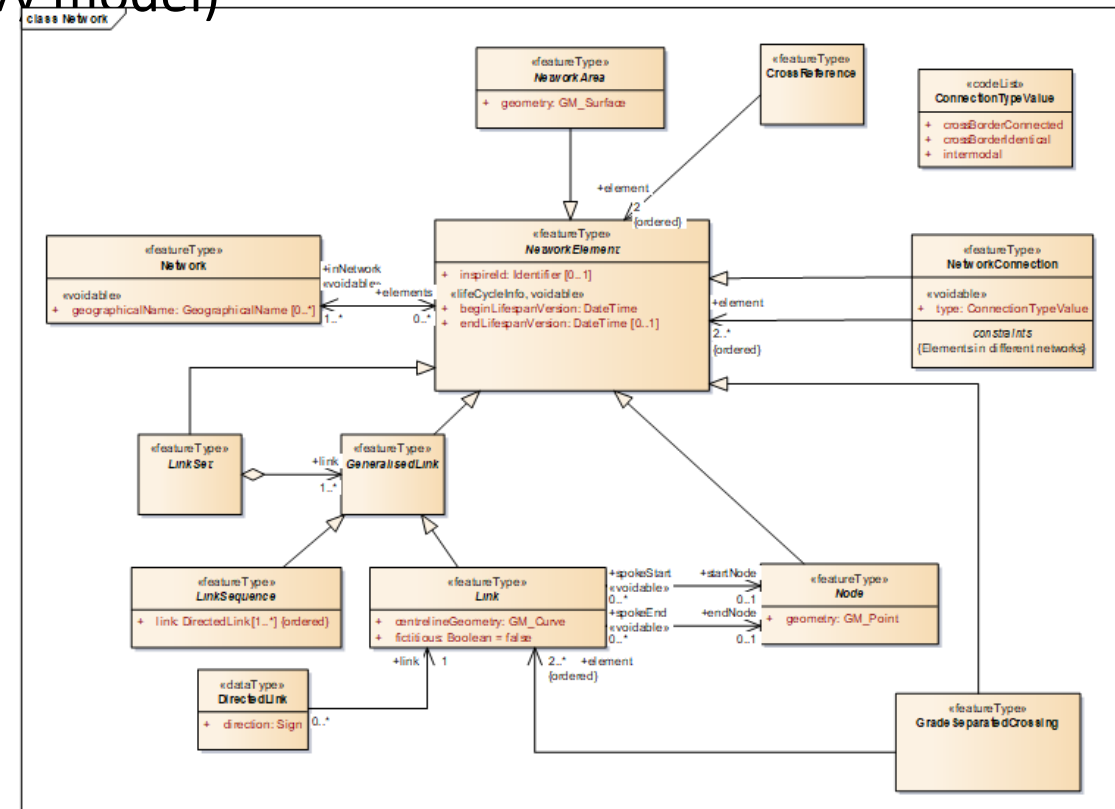 class Network
«featureType»
NetworkArea
+ geometry: GM_Surface
«featureType»
CrossReference
«codeList»
ConnectionTypeValue
+ crossBorderConnected
+ crossBorderIdentical
+ intermodal
+element
2
{ordered}
«featureType»
Network
«voidable»
+ geographicalName: GeographicalName [0..*]
+inNetwork
«voidable»
1..*
+elements
0..*
«featureType»
NetworkElement
+ inspireId: Identifier [0..1]
«lifeCycleInfo, voidable»
+ beginLifespanVersion: DateTime
+ endLifespanVersion: DateTime [0..1]
+element
2..*
{ordered}
«featureType»
NetworkConnection
«voidable»
+ type: ConnectionTypeValue
constraints
{Elements in different networks}
«featureType»
LinkSet
+link
1..*
«featureType»
GeneralisedLink
«featureType»
LinkSequence
+ link: DirectedLink [1..*] {ordered}
«featureType»
Link
+ centrelineGeometry: GM_Curve
+ fictitious: Boolean = false
+spokeStart
«voidable»
0..*
+startNode
0..1
+spokeEnd
«voidable»
0..*
+endNode
0..1
«featureType»
Node
+ geometry: GM_Point
+link 1
2..* +element
{ordered}
«dataType»
DirectedLink
+ direction: Sign
0..*
«featureType»
GradeSeparatedCrossing